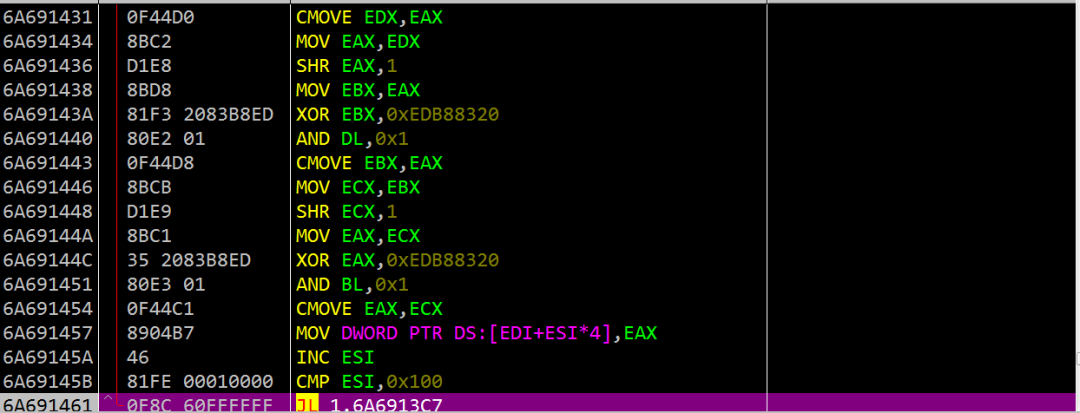 6A691431 0F44D0 CMOVE EDX,EAX
6A691434 8BC2 MOV EAX,EDX
6A691436 D1E8 SHR EAX,1
6A691438 8BD8 MOV EBX,EAX
6A69143A 81F3 2083B8ED XOR EBX,0xEDB88320
6A691440 80E2 01 AND DL,0x1
6A691443 0F44D8 CMOVE EBX,EAX
6A691446 8BCB MOV ECX,EBX
6A691448 D1E9 SHR ECX,1
6A69144A 8BC1 MOV EAX,ECX
6A69144C 35 2083B8ED XOR EAX,0xEDB88320
6A691451 80E3 01 AND BL,0x1
6A691454 0F44C1 CMOVE EAX,ECX
6A691457 8904B7 MOV DWORD PTR DS:[EDI+ESI*4],EAX
6A69145A 46 INC ESI
6A69145B 81FE 00010000 CMP ESI,0x100
6A691461 0F8C 60FFFFFF JL 1.6A6913C7